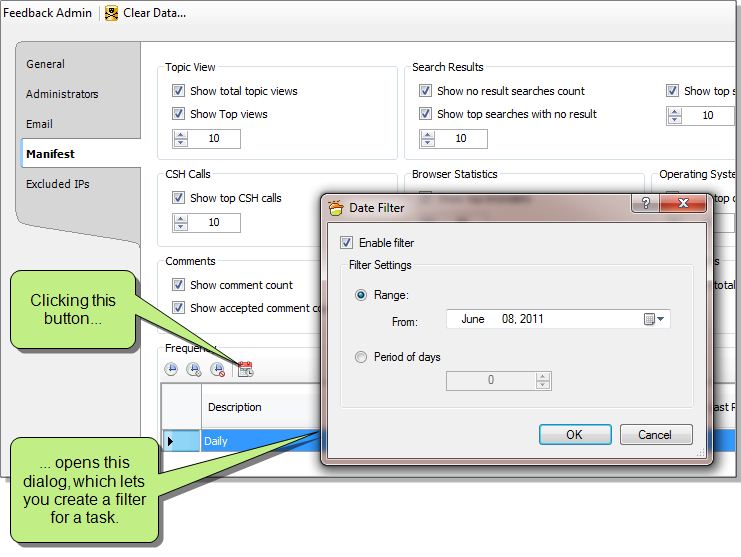 Feedback Admin
Clear Data...
General
Administrators
Email
Manifest
Excluded IPs
Topic View
Show total topic views
Show Top views
10
Search Results
Show no result searches count
Show top searches with no result
10
Show top s
10
CSH Calls
Show top CSH calls
10
Browser Statistics
Operating System
Comments
Show comment count
Show accepted comment co
Frequency
Description
Daily
Date Filter
Enable filter
Filter Settings
Range:
From:
June 08, 2011
Period of days
0
OK
Cancel
Clicking this
button...
... opens this
dialog, which lets
you create a filter
for a task.